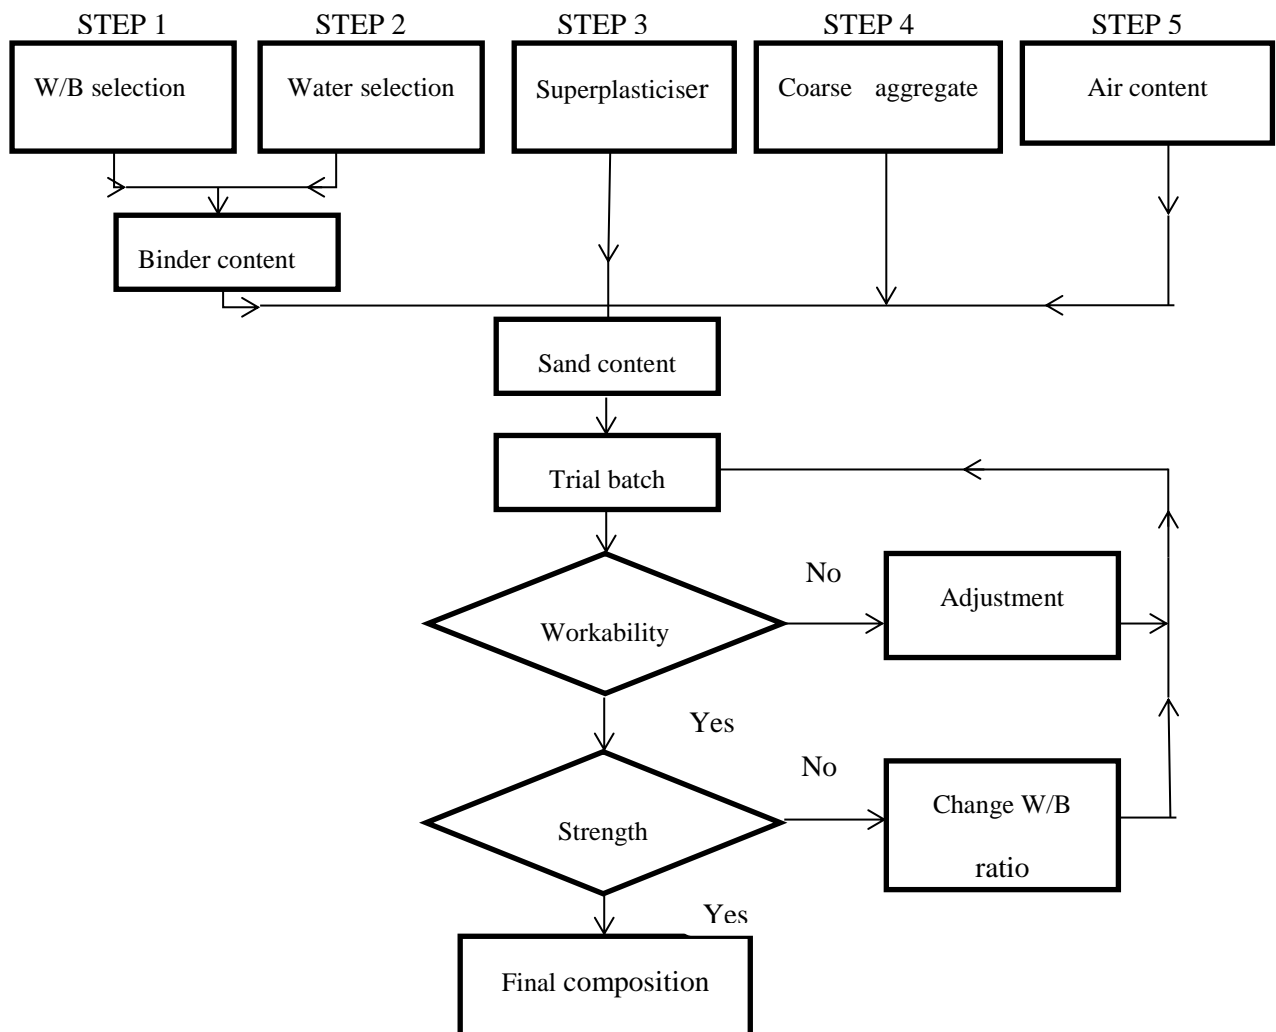 STEP 1 STEP 2 STEP 3 STEP 4 STEP 5
W/B selection
Water selection
Superplasticiser
Coarse aggregate
Air content
Binder content
Sand content
Trial batch
No
Adjustment
Workability
Yes
No
Change W/B
ratio
Strength
Yes
Final composition